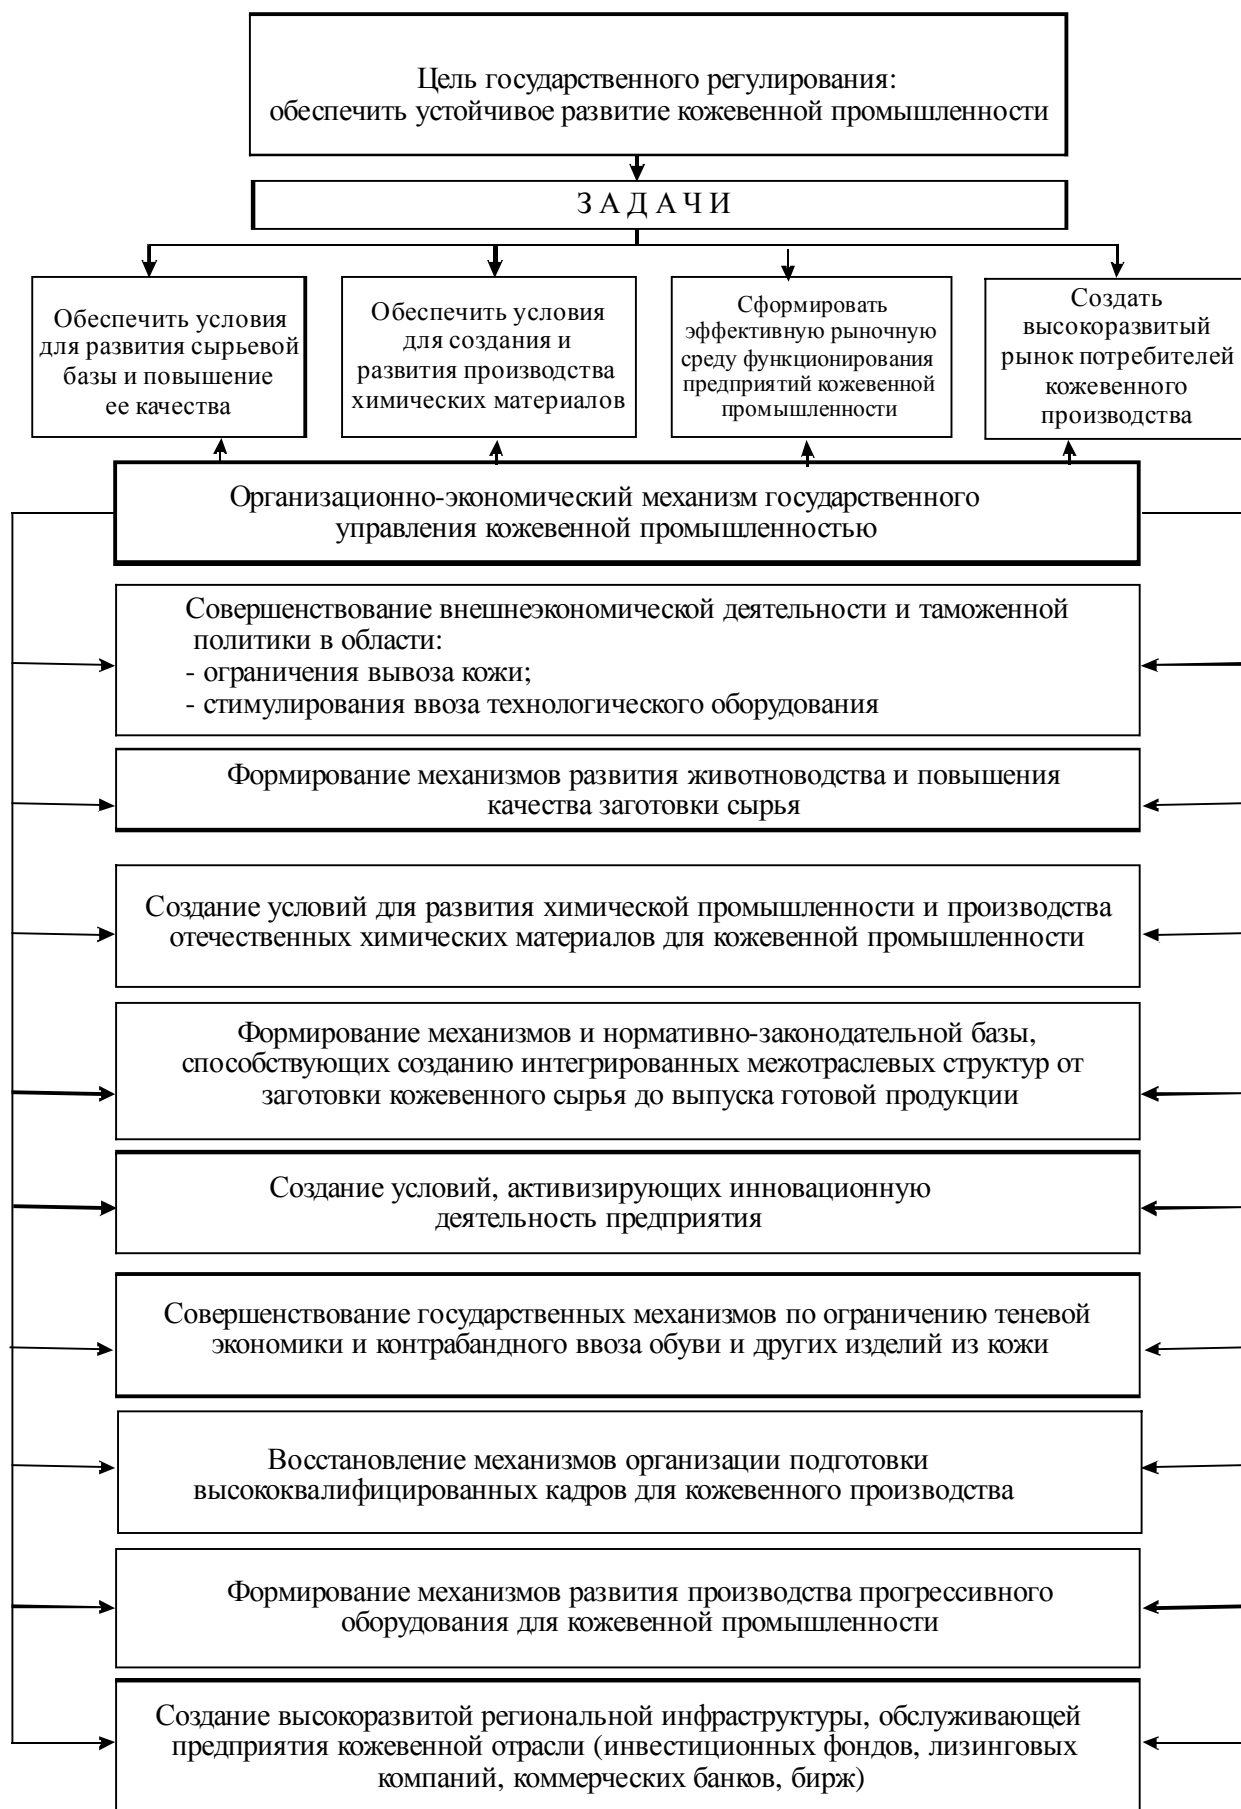 Цель государственного регулирования:
обеспечить устойчивое развитие кожевенной промышленности
З А Д А Ч И
Обеспечить условия
для развития сырьевой
базы и повышение
ее качества
Обеспечить условия
для создания и
развития производства
химических материалов
Сформировать
эффективную рыночную
среду функционирования
предприятий кожевенной
промышленности
Создать
высокоразвитый
рынок потребителей
кожевенного
производства
Организационно-экономический механизм государственного
управления кожевенной промышленностью
Совершенствование внешнеэкономической деятельности и таможенной
политики в области:
- ограничения вывоза кожи;
- стимулирования ввоза технологического оборудования
Формирование механизмов развития животноводства и повышения
качества заготовки сырья
Создание условий для развития химической промышленности и производства
отечественных химических материалов для кожевенной промышленности
Формирование механизмов и нормативно-законодательной базы,
способствующих созданию интегрированных межотраслевых структур от
заготовки кожевенного сырья до выпуска готовой продукции
Создание условий, активизирующих инновационную
деятельность предприятия
Совершенствование государственных механизмов по ограничению теневой
экономики и контрабандного ввоза обуви и других изделий из кожи
Восстановление механизмов организации подготовки
высококвалифицированных кадров для кожевенного производства
Формирование механизмов развития производства прогрессивного
оборудования для кожевенной промышленности
Создание высокоразвитой региональной инфраструктуры, обслуживающей
предприятия кожевенной отрасли (инвестиционных фондов, лизинговых
компаний, коммерческих банков, бирж)